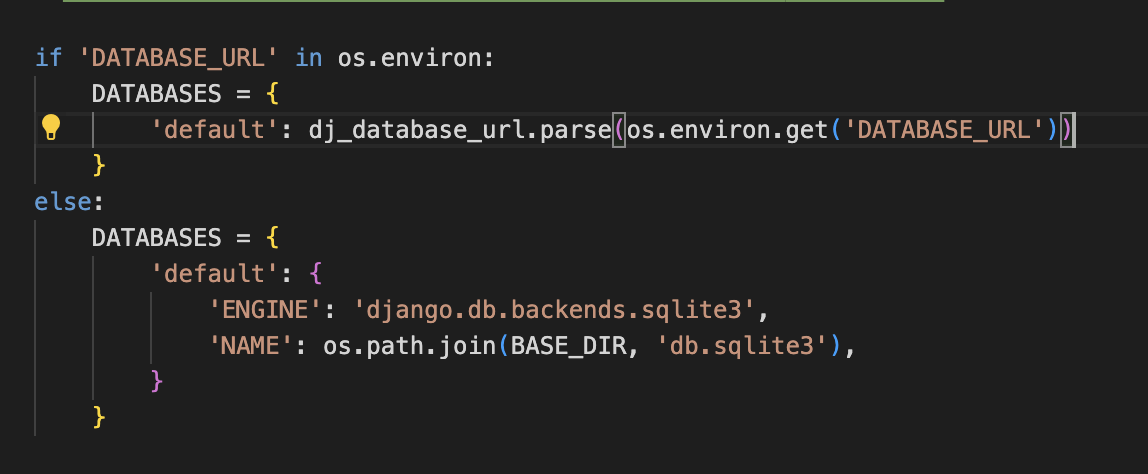 if 'DATABASE_URL' in os.environ:
    DATABASES = {
        'default': dj_database_url.parse(os.environ.get('DATABASE_URL'))
    }
else:
    DATABASES = {
        'default': {
            'ENGINE': 'django.db.backends.sqlite3',
            'NAME': os.path.join(BASE_DIR, 'db.sqlite3'),
        }
    }